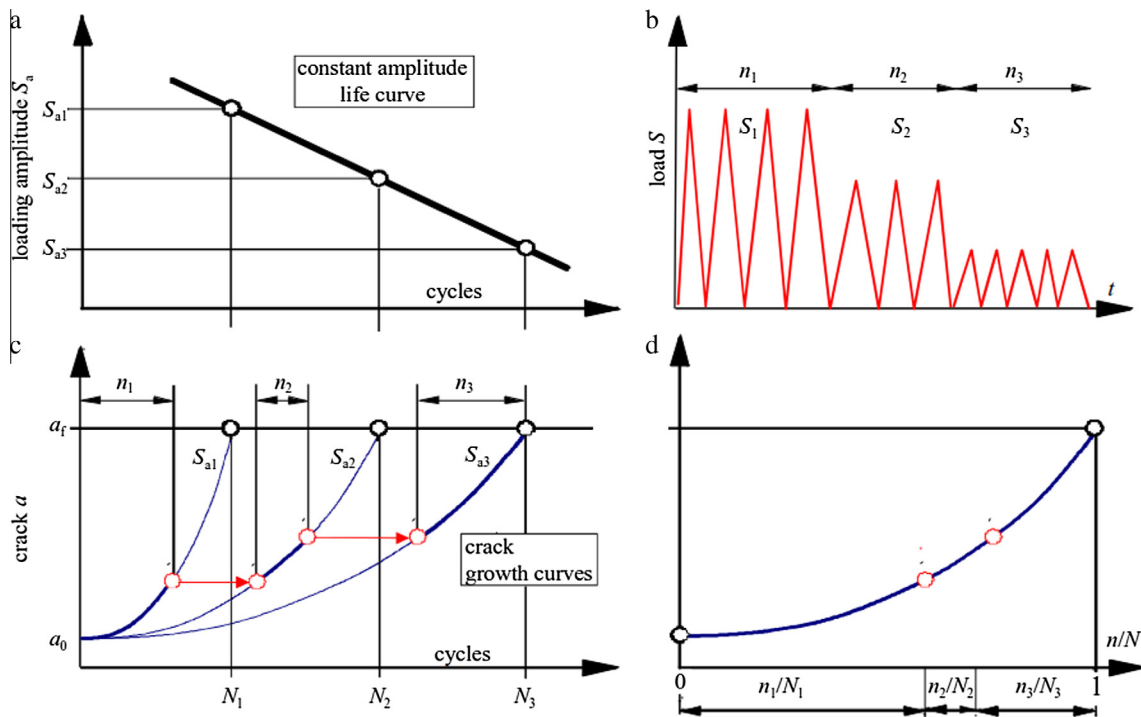 a
loading amplitude Sₐ
constant amplitude
life curve
Sₐ₁
Sₐ₂
Sₐ₃
cycles
b
load S
n₁
n₂
n₃
S₁
S₂
S₃
t
c
n₁
n₂
n₃
a_f
Sₐ₁
Sₐ₂
Sₐ₃
crack a
crack
growth curves
a₀
cycles
N₁
N₂
N₃
d
n/N
0
n₁/N₁
n₂/N₂
n₃/N₃
1